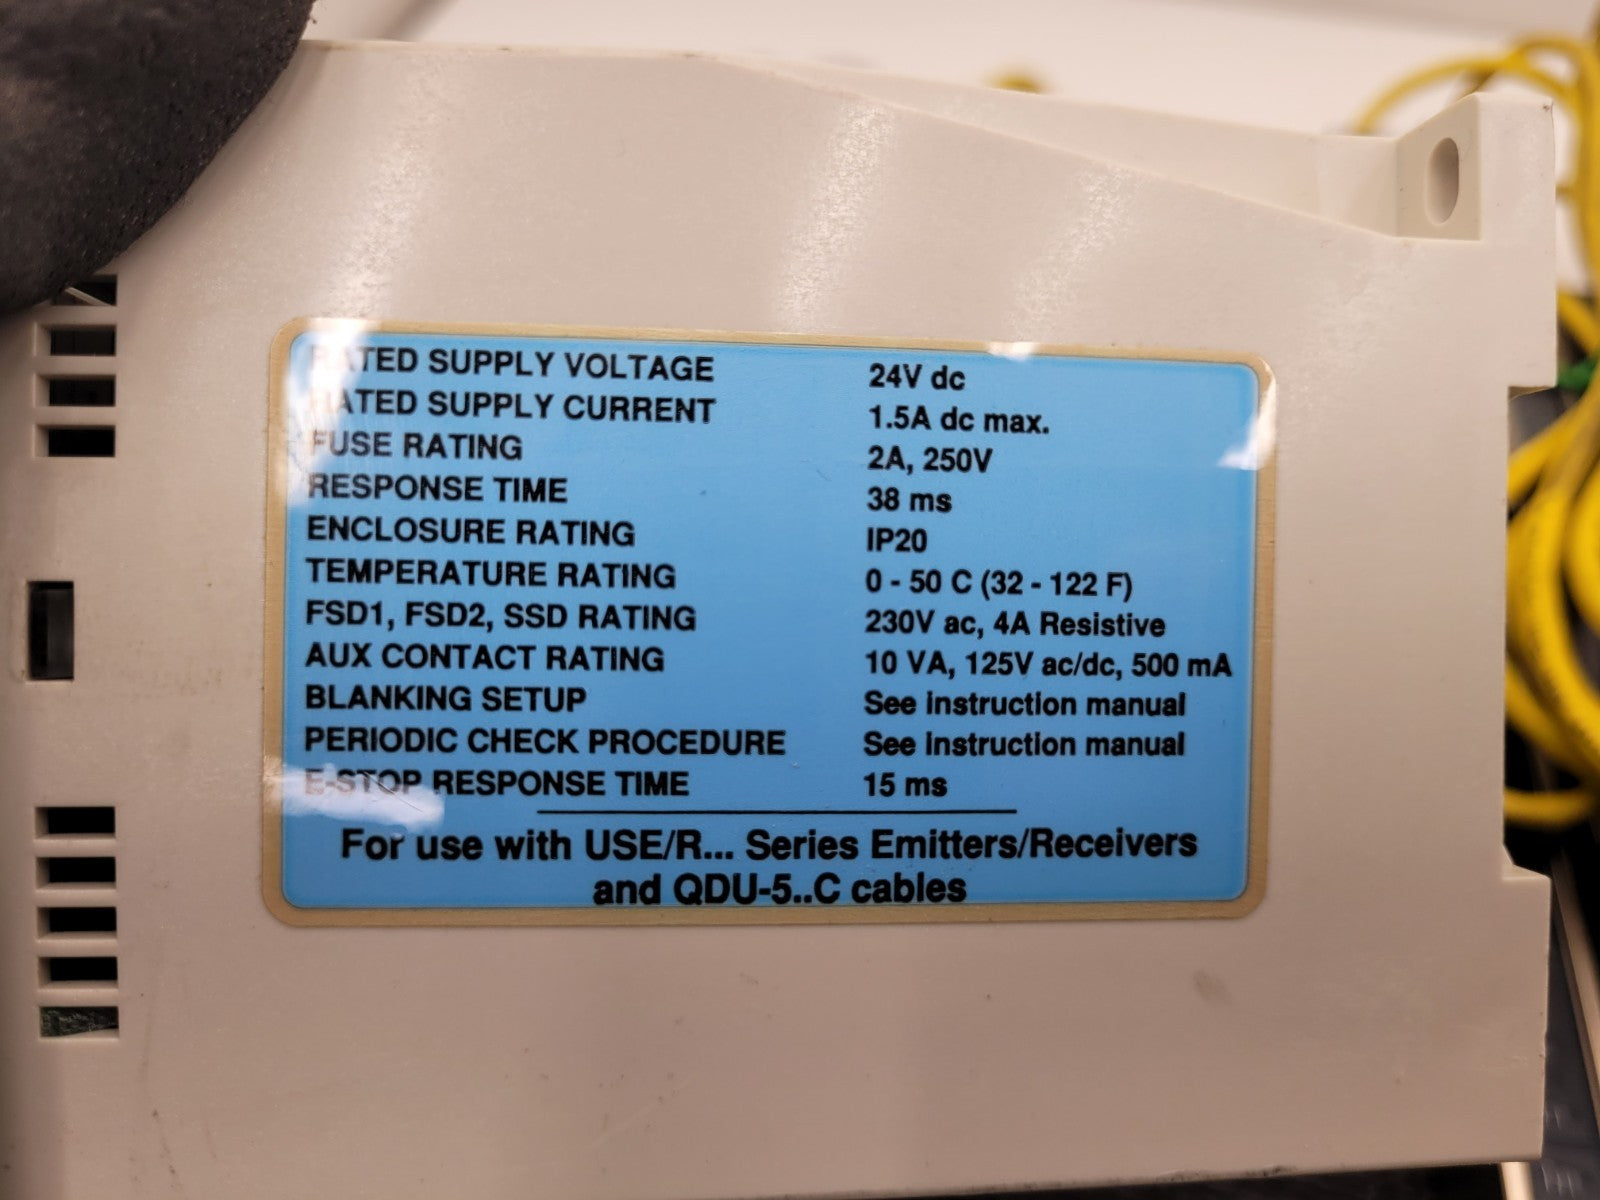 RATED SUPPLY VOLTAGE 24V dc
RATED SUPPLY CURRENT 1.5A dc max.
FUSE RATING 2A, 250V
RESPONSE TIME 38 ms
ENCLOSURE RATING IP20
TEMPERATURE RATING 0 - 50 C (32 - 122 F)
FSD1, FSD2, SSD RATING 230V ac, 4A Resistive
AUX CONTACT RATING 10 VA, 125V ac/dc, 500 mA
BLANKING SETUP See instruction manual
PERIODIC CHECK PROCEDURE See instruction manual
E-STOP RESPONSE TIME 15 ms
For use with USE/R... Series Emitters/Receivers
and QDU-5..C cables